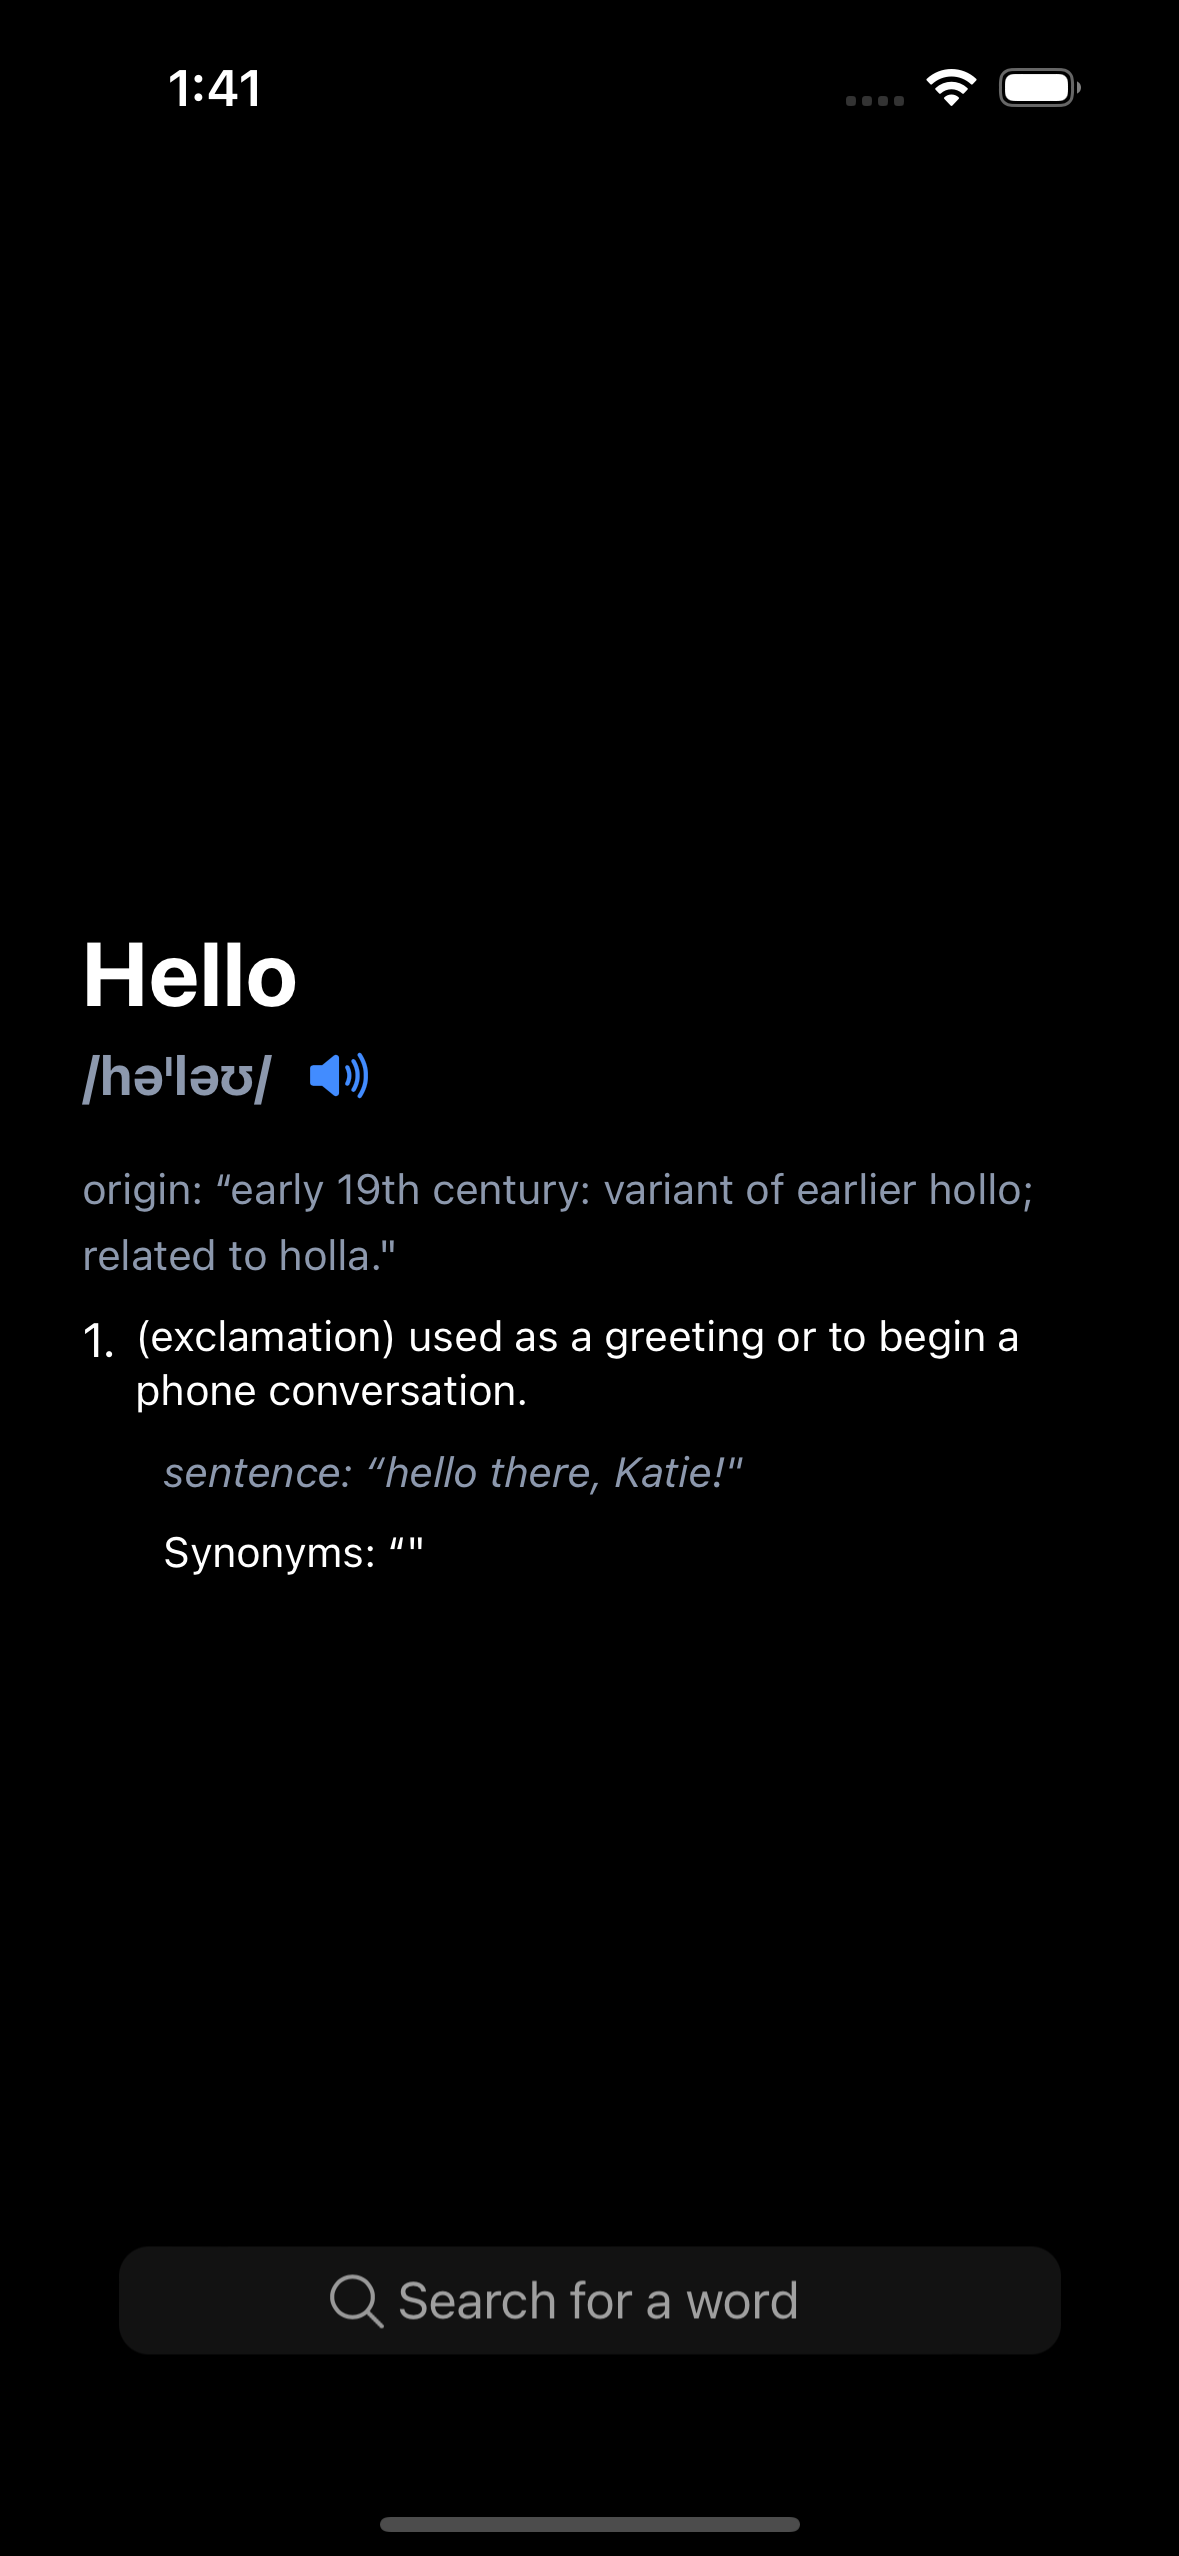 1:41
Hello
/həˈləʊ/
origin: “early 19th century: variant of earlier hollo;
related to holla."
1. (exclamation) used as a greeting or to begin a
phone conversation.
sentence: “hello there, Katie!"
Synonyms: “"
Search for a word